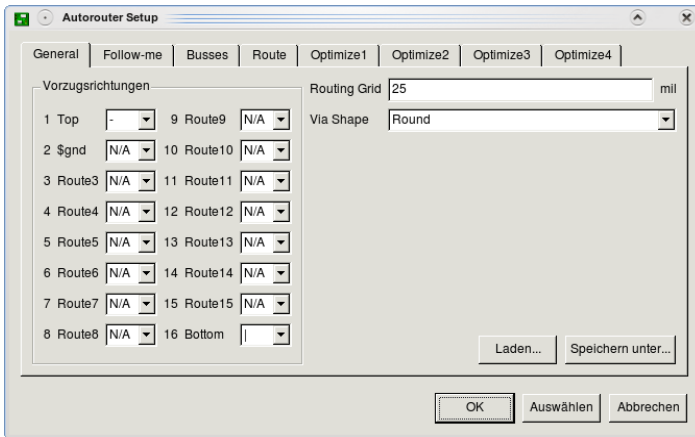 Autorouter Setup
General Follow-me Busses Route Optimize1 Optimize2 Optimize3 Optimize4
Vorzugsrichtungen
1 Top - 9 Route9 N/A
2 $gnd N/A 10 Route10 N/A
3 Route3 N/A 11 Route11 N/A
4 Route4 N/A 12 Route12 N/A
5 Route5 N/A 13 Route13 N/A
6 Route6 N/A 14 Route14 N/A
7 Route7 N/A 15 Route15 N/A
8 Route8 N/A 16 Bottom |
Routing Grid 25 mil
Via Shape Round
Laden... Speichern unter...
OK Auswählen Abbrechen